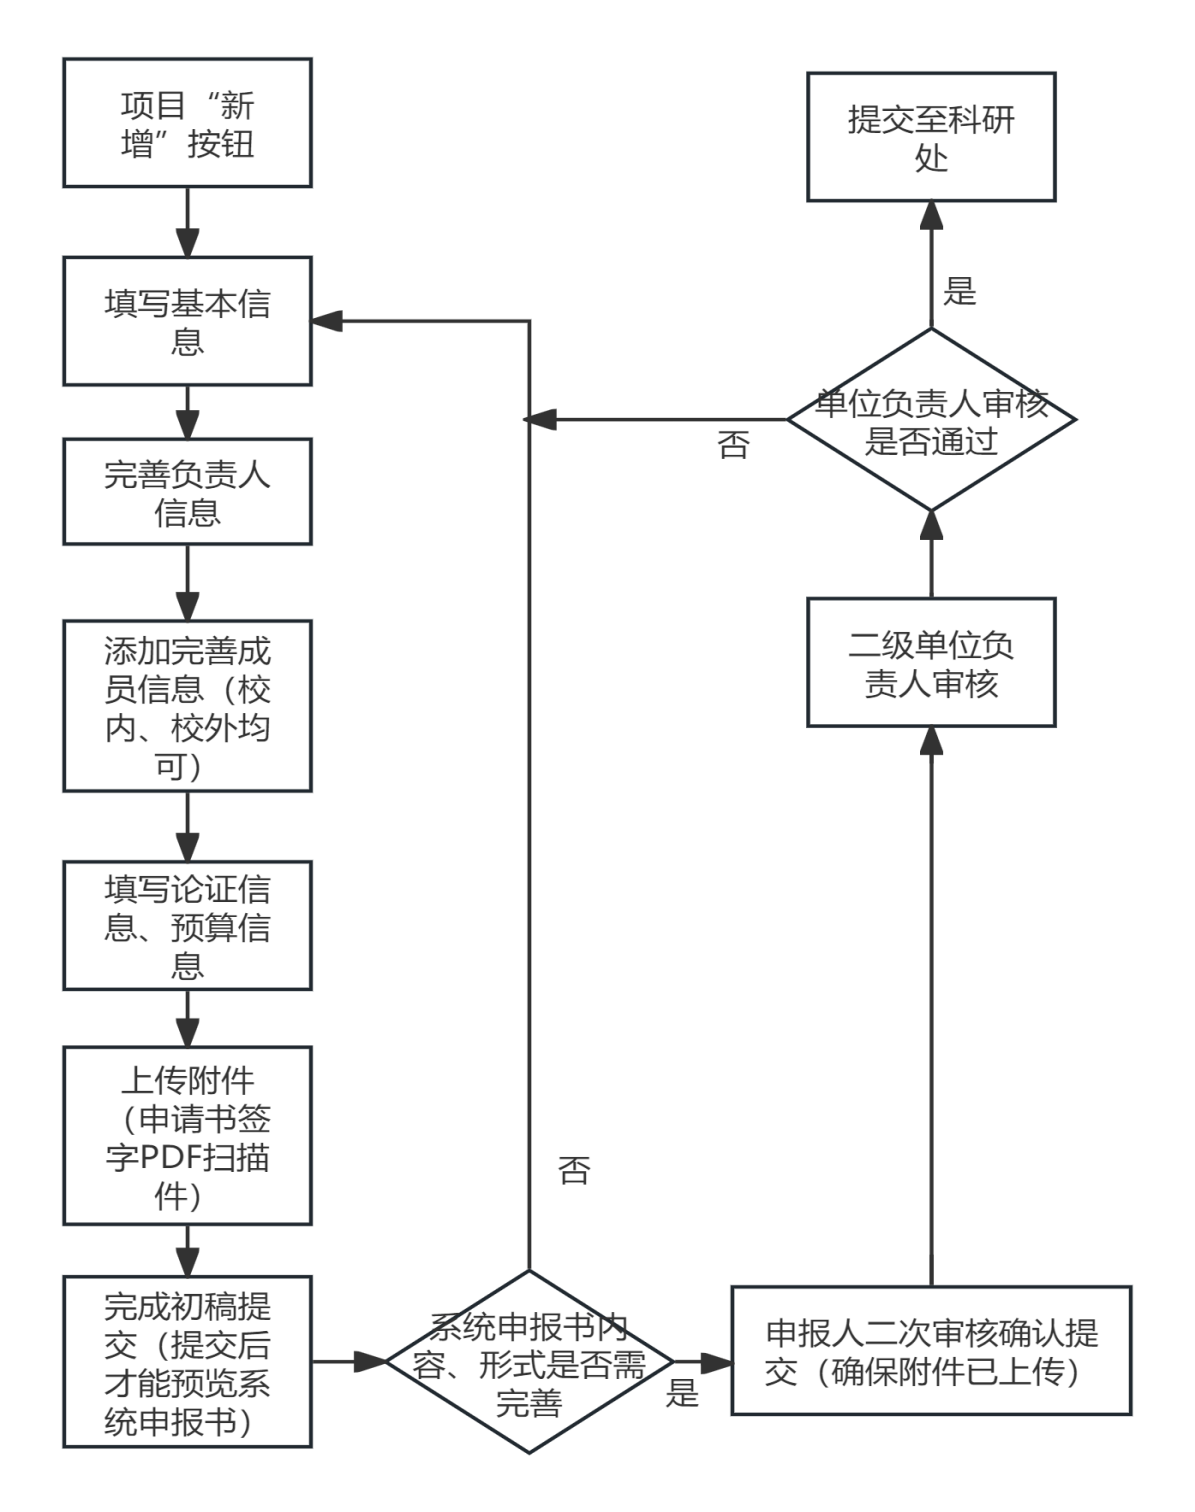 项目“新
增”按钮
填写基本信
息
完善负责人
信息
添加完善成
员信息（校
内、校外均
可）
填写论证信
息、预算信
息
上传附件
（申请书签
字PDF扫描
件）
完成初稿提
交（提交后
才能预览系
统申报书）
系统申报书内
容、形式是否需
完善
否
是
申报人二次审核确认提
交（确保附件已上传）
二级单位负
责人审核
单位负责人审核
是否通过
否
是
提交至科研
处